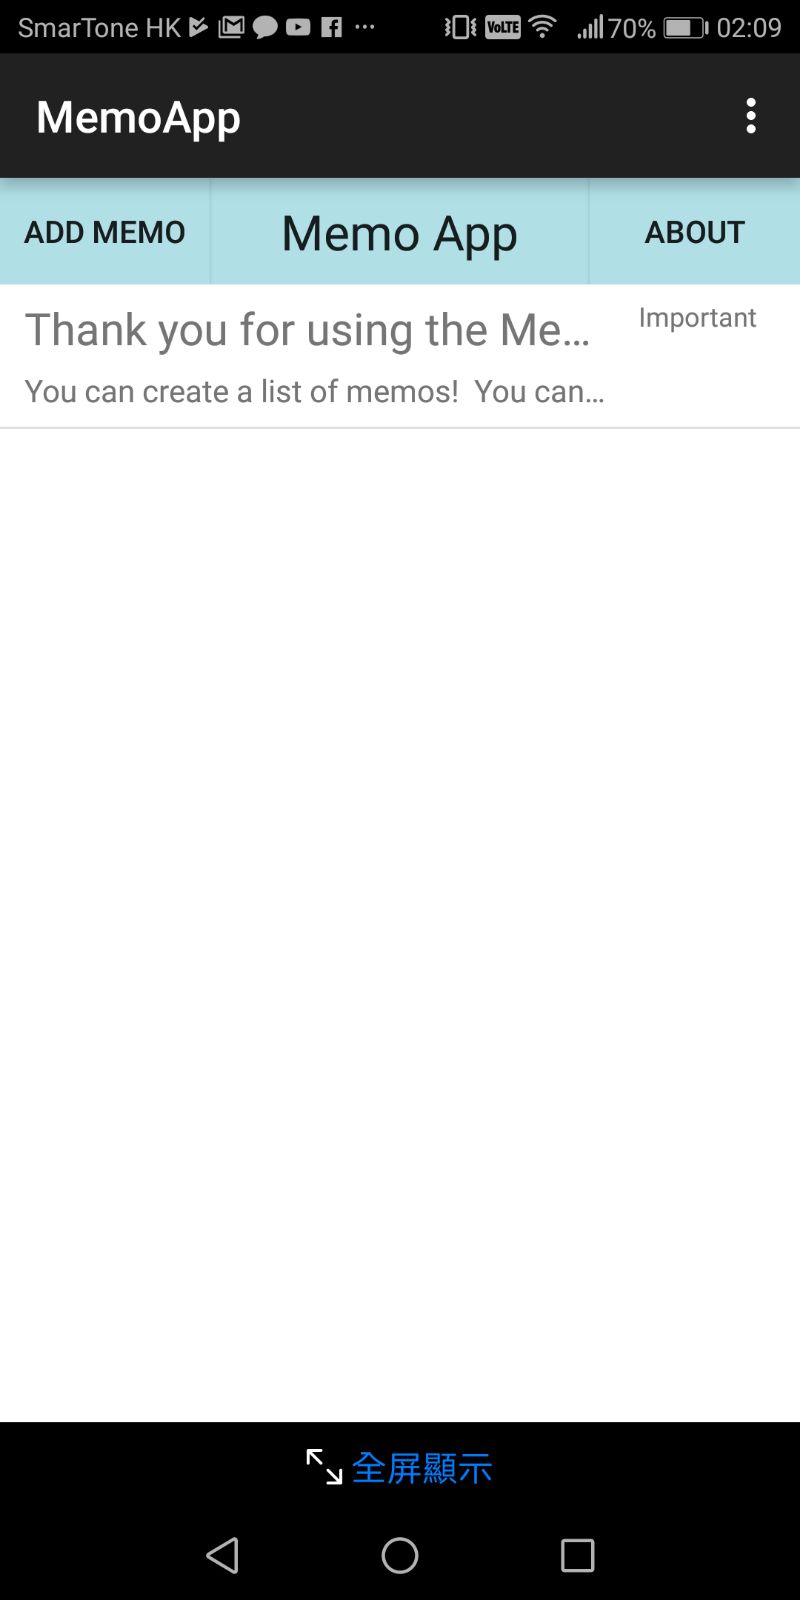 SmarTone HK VoLTE 70% 02:09
MemoApp
ADD MEMO Memo App ABOUT
Thank you for using the Me... Important
You can create a list of memos!  You can...
全屏顯示